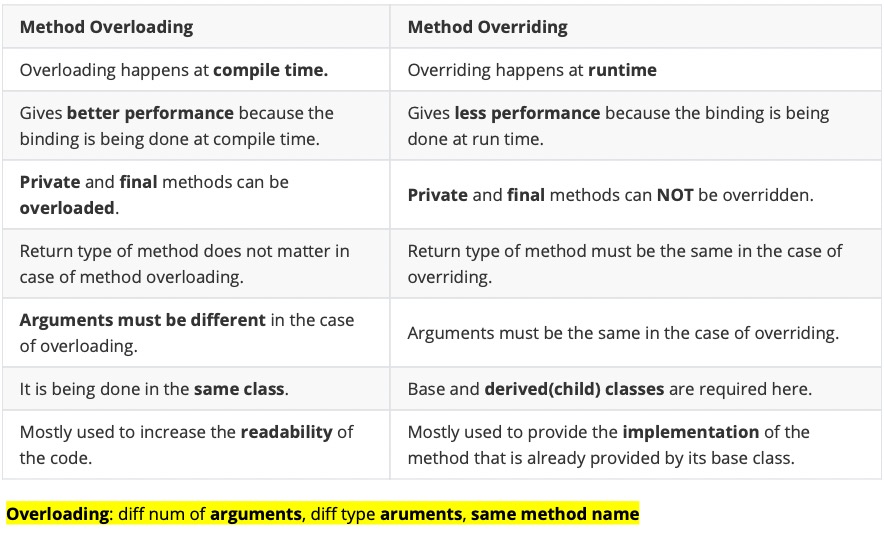 Method Overloading
Method Overriding
Overloading happens at compile time.
Overriding happens at runtime
Gives better performance because the
binding is being done at compile time.
Gives less performance because the binding is being
done at run time.
Private and final methods can be
overloaded.
Private and final methods can NOT be overridden.
Return type of method does not matter in
case of method overloading.
Return type of method must be the same in the case of
overriding.
Arguments must be different in the case
of overloading.
Arguments must be the same in the case of overriding.
It is being done in the same class.
Base and derived(child) classes are required here.
Mostly used to increase the readability of
the code.
Mostly used to provide the implementation of the
method that is already provided by its base class.
Overloading: diff num of arguments, diff type aruments, same method name